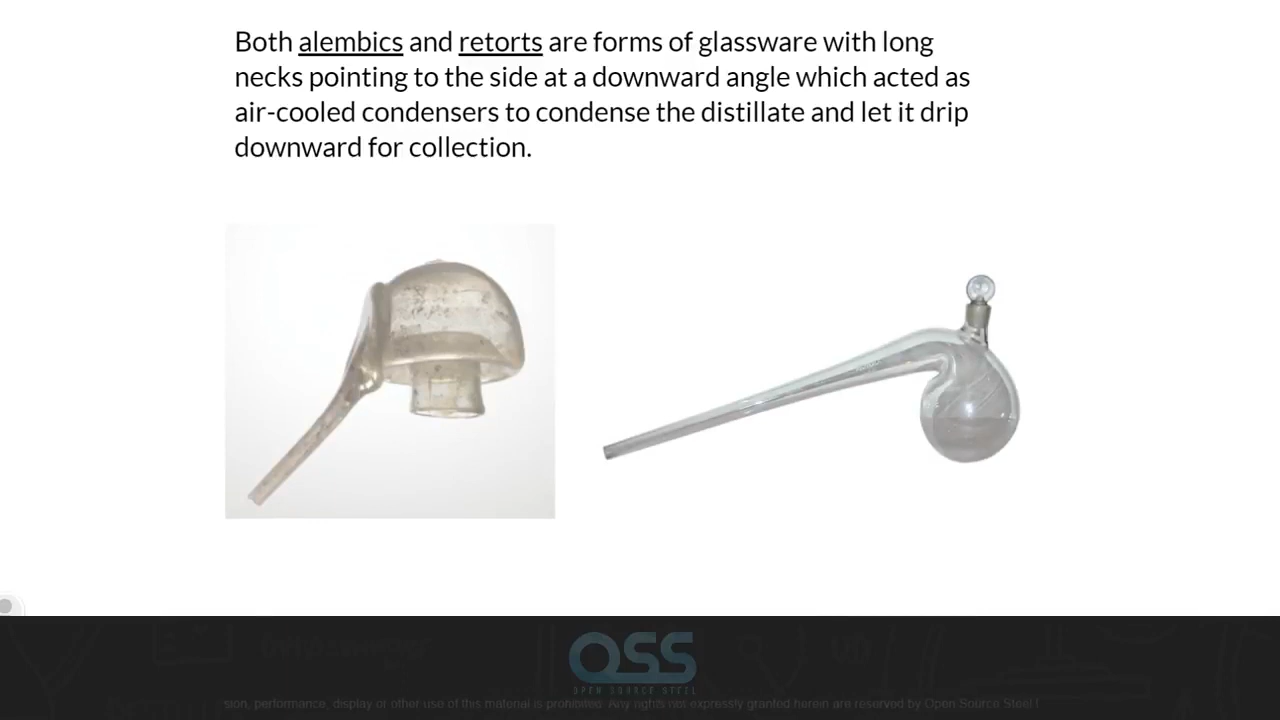 Both alembics and retorts are forms of glassware with long
necks pointing to the side at a downward angle which acted as
air-cooled condensers to condense the distillate and let it drip
downward for collection.
OSS
OPEN SOURCE STEEL
sion, performance, display or other use of this material is prohibited. Any rights not expressly granted herein are reserved by Open Source Steel